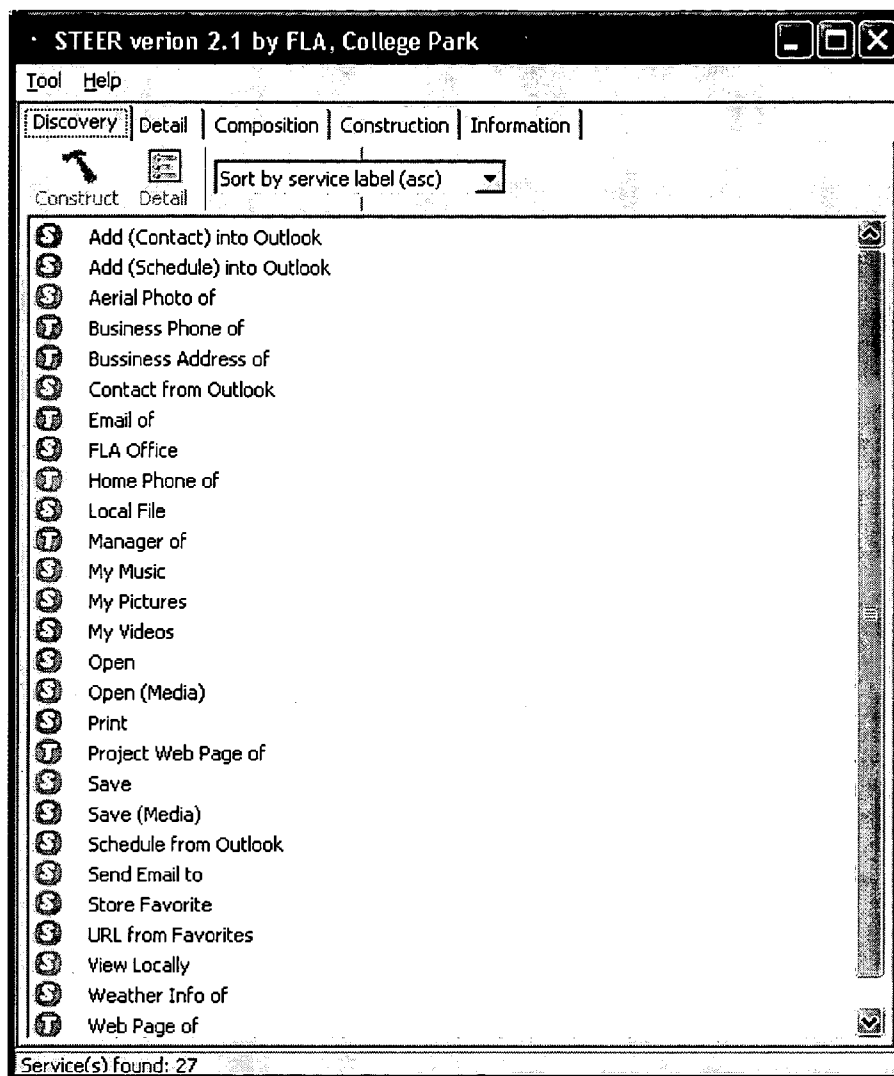 STEER verion 2.1 by FLA, College Park
Tool Help
Discovery Detail Composition Construction Information
Construct Detail Sort by service label (asc)
S Add (Contact) into Outlook
S Add (Schedule) into Outlook
S Aerial Photo of
T Business Phone of
T Bussiness Address of
S Contact from Outlook
T Email of
S FLA Office
T Home Phone of
S Local File
T Manager of
S My Music
S My Pictures
S My Videos
S Open
S Open (Media)
S Print
T Project Web Page of
S Save
S Save (Media)
S Schedule from Outlook
S Send Email to
S Store Favorite
S URL from Favorites
S View Locally
S Weather Info of
T Web Page of
Service(s) found: 27